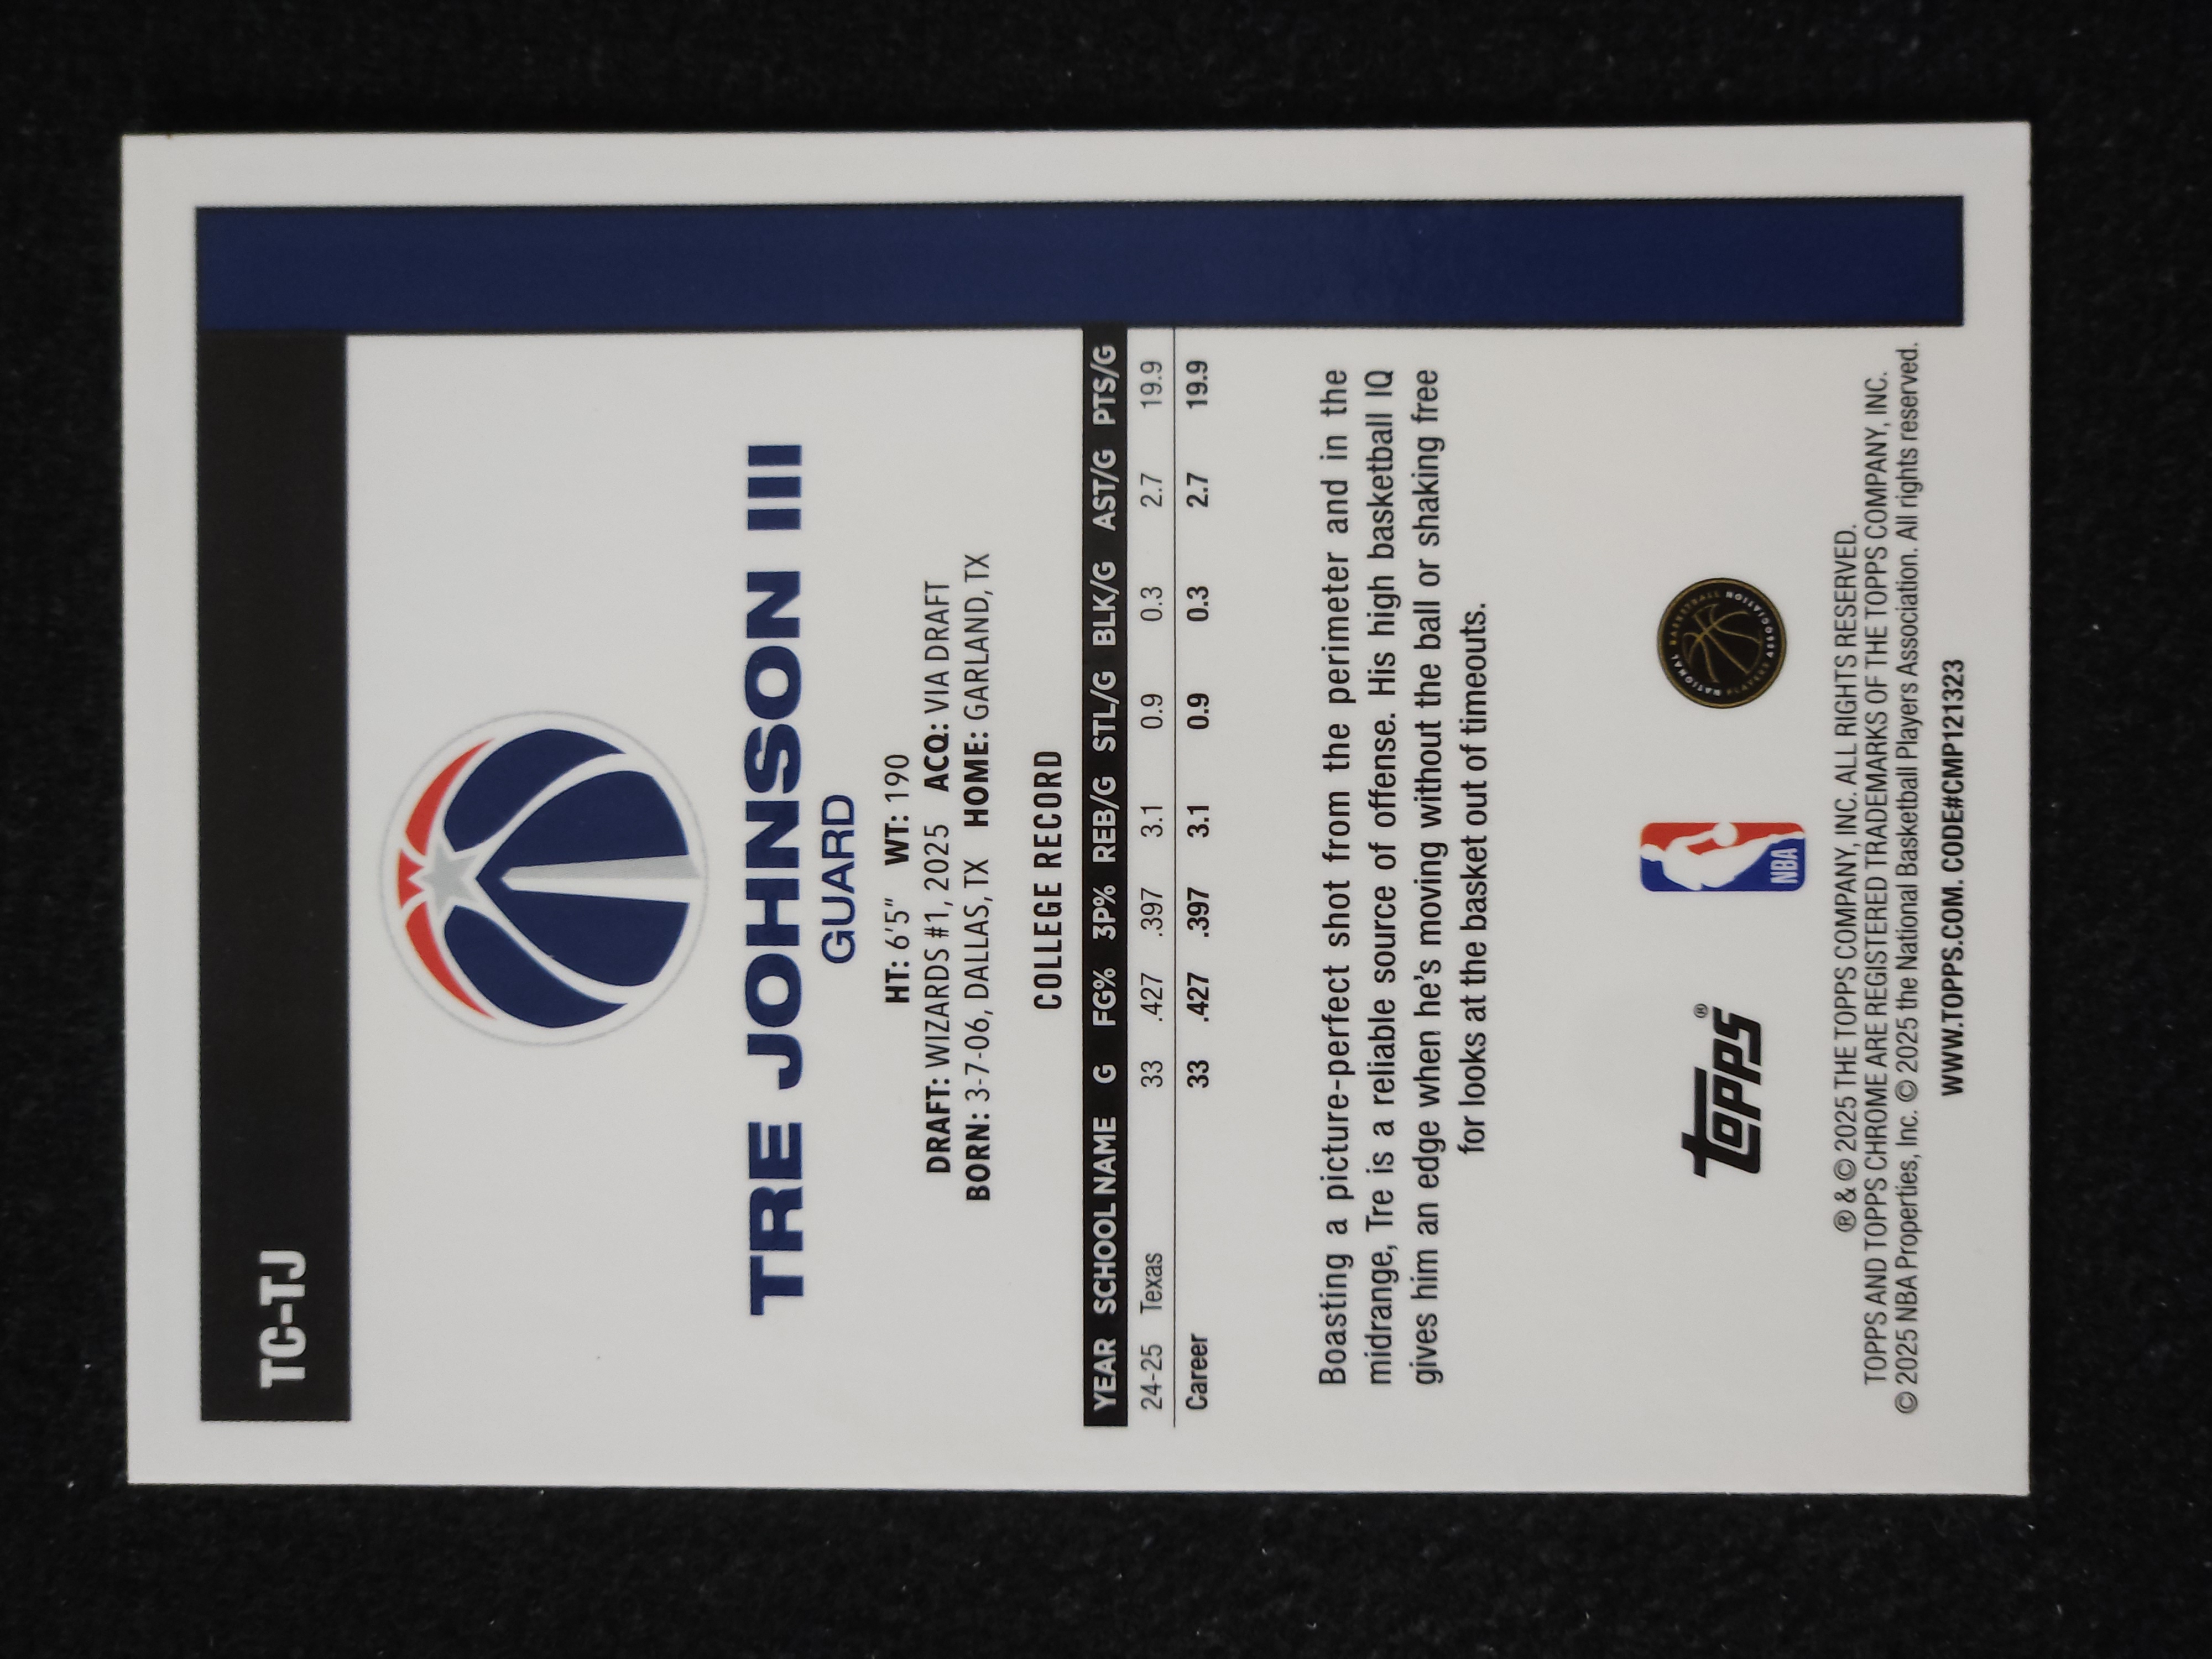 TC-TJ
TRE JOHNSON III
GUARD
HT: 6'5" WT: 190
DRAFT: WIZARDS #1, 2025 ACQ: VIA DRAFT
BORN: 3-7-06, DALLAS, TX HOME: GARLAND, TX
COLLEGE RECORD
YEAR SCHOOL NAME G FG% 3P% REB/G STL/G BLK/G AST/G PTS/G
24-25 Texas 33 .427 .397 3.1 0.9 0.3 2.7 19.9
Career 33 .427 .397 3.1 0.9 0.3 2.7 19.9
Boasting a picture-perfect shot from the perimeter and in the
midrange, Tre is a reliable source of offense. His high basketball IQ
gives him an edge when he's moving without the ball or shaking free
for looks at the basket out of timeouts.
topps®
NBA
NATIONAL BASKETBALL PLAYERS ASSOCIATION
® & © 2025 THE TOPPS COMPANY, INC. ALL RIGHTS RESERVED.
TOPPS AND TOPPS CHROME ARE REGISTERED TRADEMARKS OF THE TOPPS COMPANY, INC.
© 2025 NBA Properties, Inc. © 2025 the National Basketball Players Association. All rights reserved.
WWW.TOPPS.COM. CODE#CMP121323